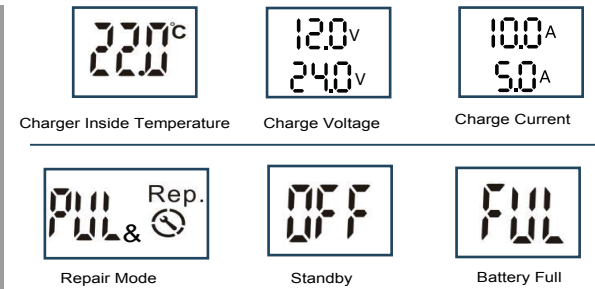 22.0°C
12.0V
24.0V
10.0A
5.0A
Charger Inside Temperature
Charge Voltage
Charge Current
PUL & Rep.
OFF
FUL
Repair Mode
Standby
Battery Full